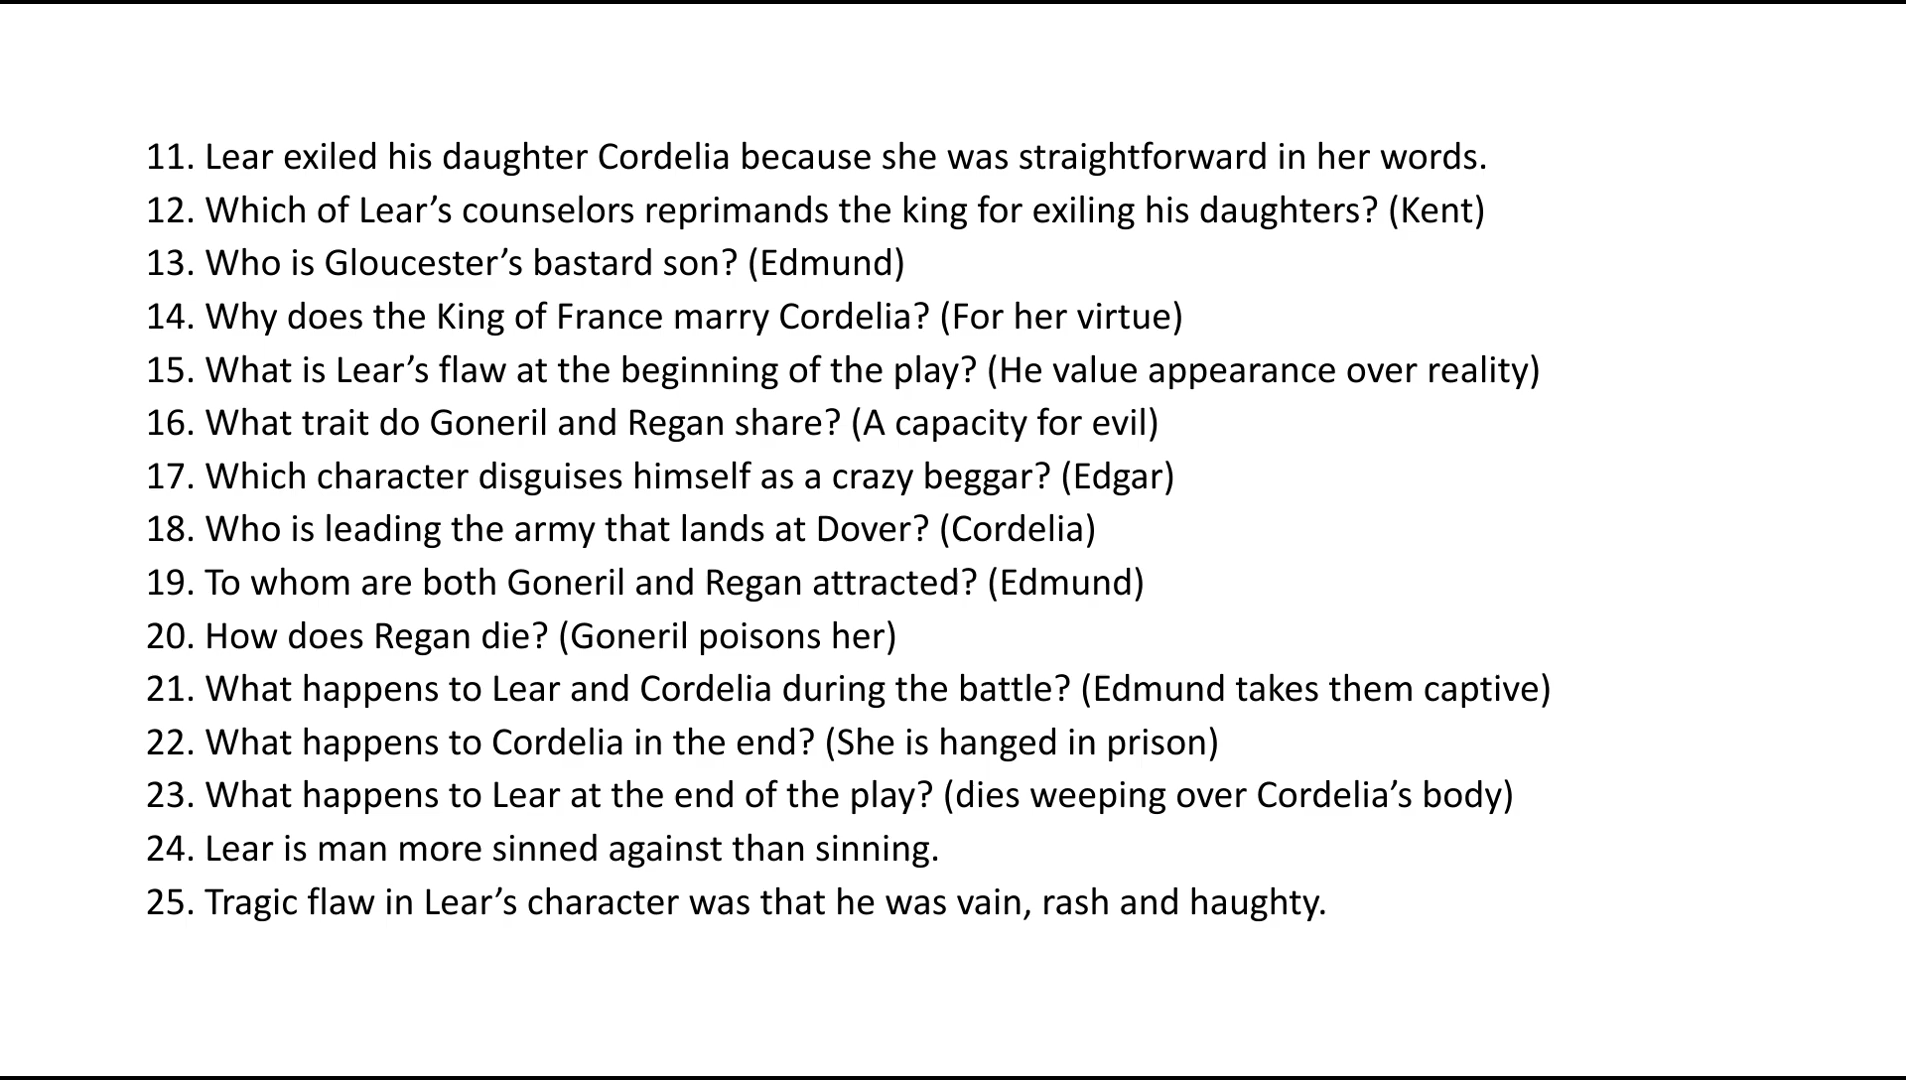 11. Lear exiled his daughter Cordelia because she was straightforward in her words.
12. Which of Lear’s counselors reprimands the king for exiling his daughters? (Kent)
13. Who is Gloucester’s bastard son? (Edmund)
14. Why does the King of France marry Cordelia? (For her virtue)
15. What is Lear’s flaw at the beginning of the play? (He value appearance over reality)
16. What trait do Goneril and Regan share? (A capacity for evil)
17. Which character disguises himself as a crazy beggar? (Edgar)
18. Who is leading the army that lands at Dover? (Cordelia)
19. To whom are both Goneril and Regan attracted? (Edmund)
20. How does Regan die? (Goneril poisons her)
21. What happens to Lear and Cordelia during the battle? (Edmund takes them captive)
22. What happens to Cordelia in the end? (She is hanged in prison)
23. What happens to Lear at the end of the play? (dies weeping over Cordelia’s body)
24. Lear is man more sinned against than sinning.
25. Tragic flaw in Lear’s character was that he was vain, rash and haughty.